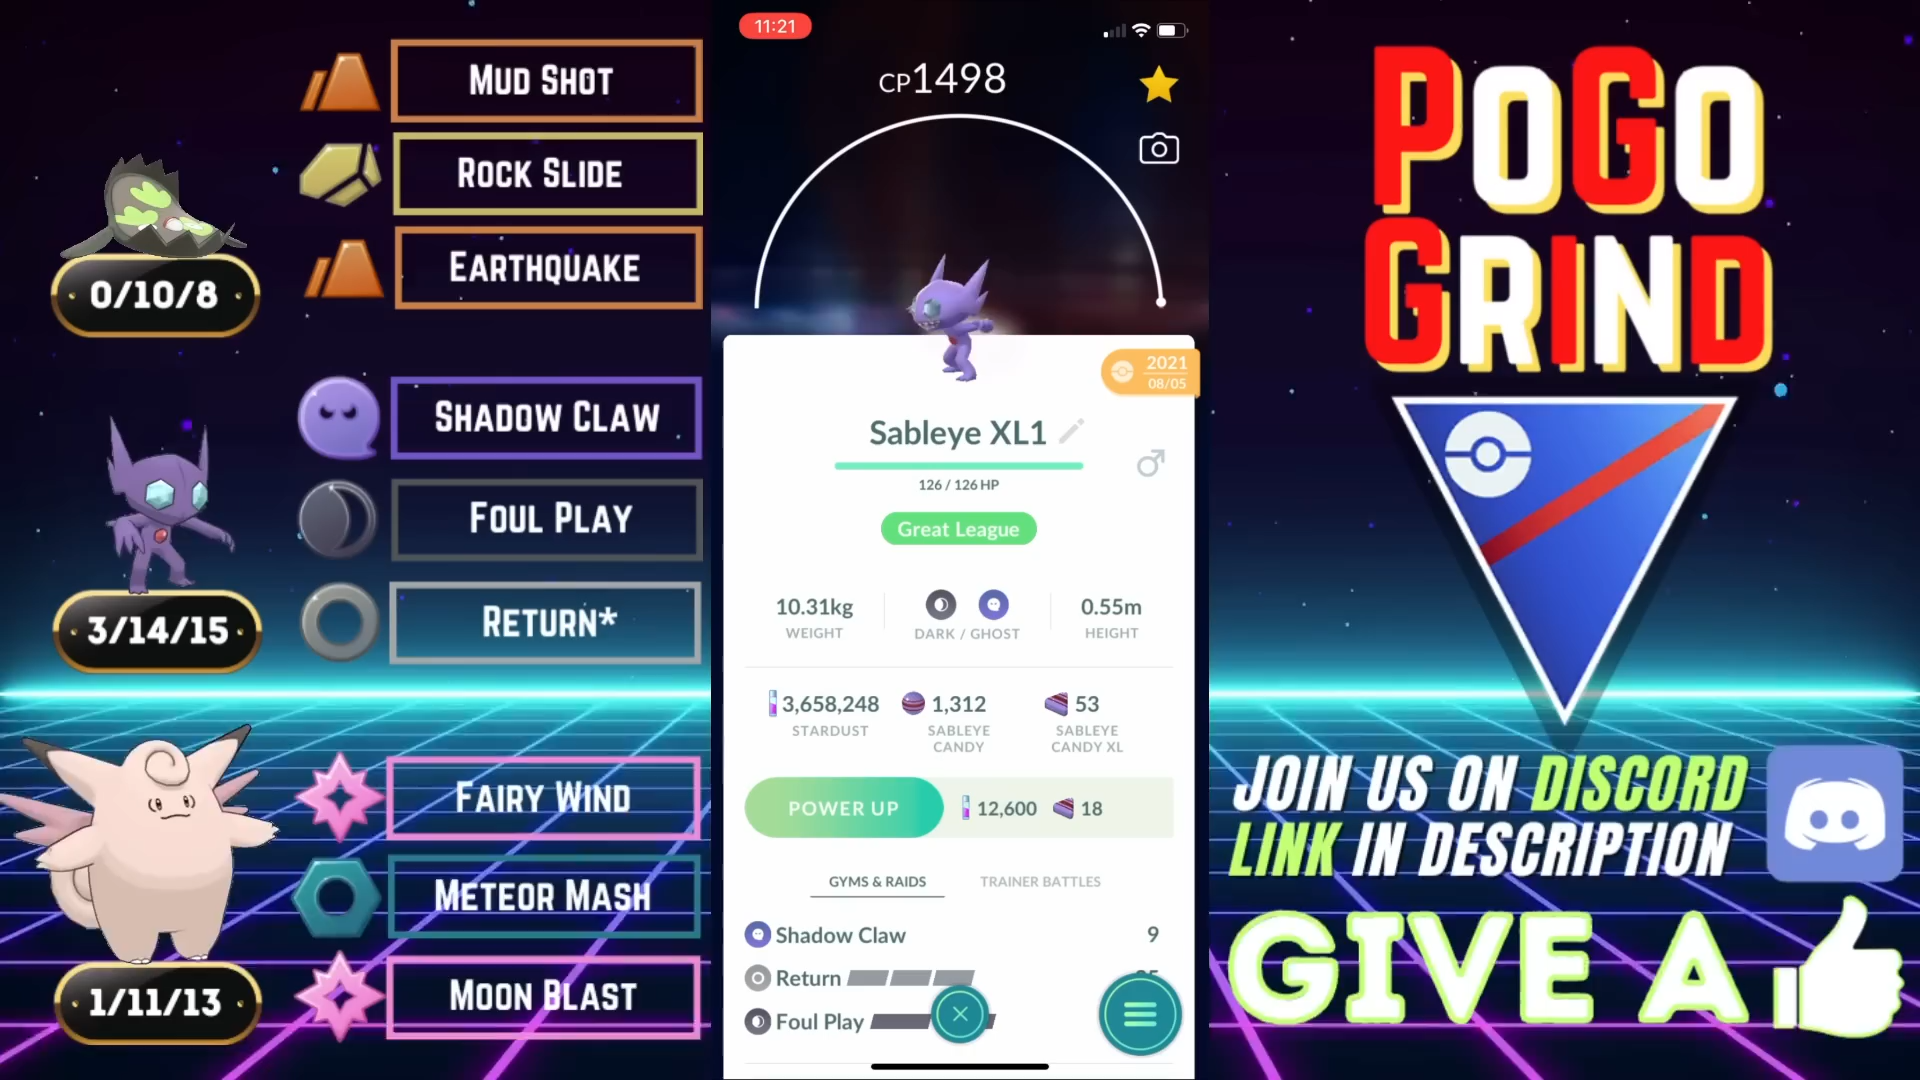 MUD SHOT
ROCK SLIDE
EARTHQUAKE
0/10/8
SHADOW CLAW
FOUL PLAY
RETURN*
3/14/15
FAIRY WIND
METEOR MASH
MOON BLAST
1/11/13
11:21
CP1498
2021
08/05
Sableye XL1
126 / 126 HP
Great League
10.31kg
WEIGHT
DARK / GHOST
0.55m
HEIGHT
3,658,248
STARDUST
1,312
SABLEYE
CANDY
53
SABLEYE
CANDY XL
POWER UP
12,600
18
GYMS & RAIDS
TRAINER BATTLES
Shadow Claw
9
Return
Foul Play
POGO
GRIND
JOIN US ON DISCORD
LINK IN DESCRIPTION
GIVE A